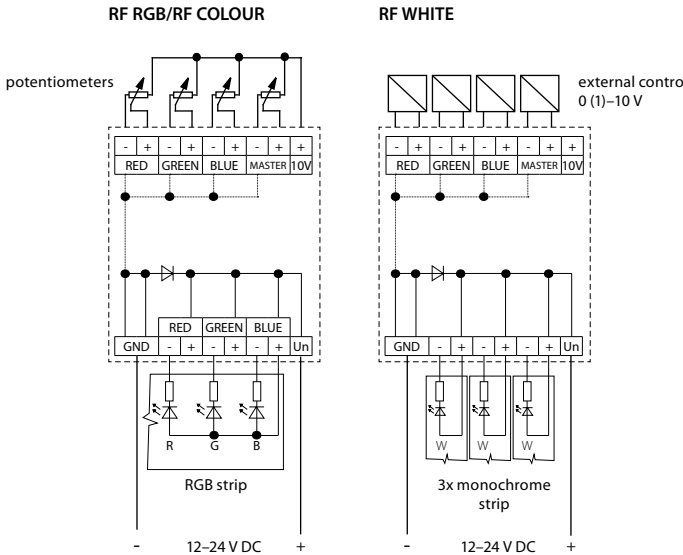 RF RGB/RF COLOUR
RF WHITE
potentiometers
external contro
0 (1)–10 V
- + - + - + - + +
RED GREEN BLUE MASTER 10V
- + - + - + - + +
RED GREEN BLUE MASTER 10V
RED GREEN BLUE
GND - + - + - + Un
GND - + - + - + Un
R G B
W W W
RGB strip
3x monochrome
strip
- 12–24 V DC +
- 12–24 V DC +